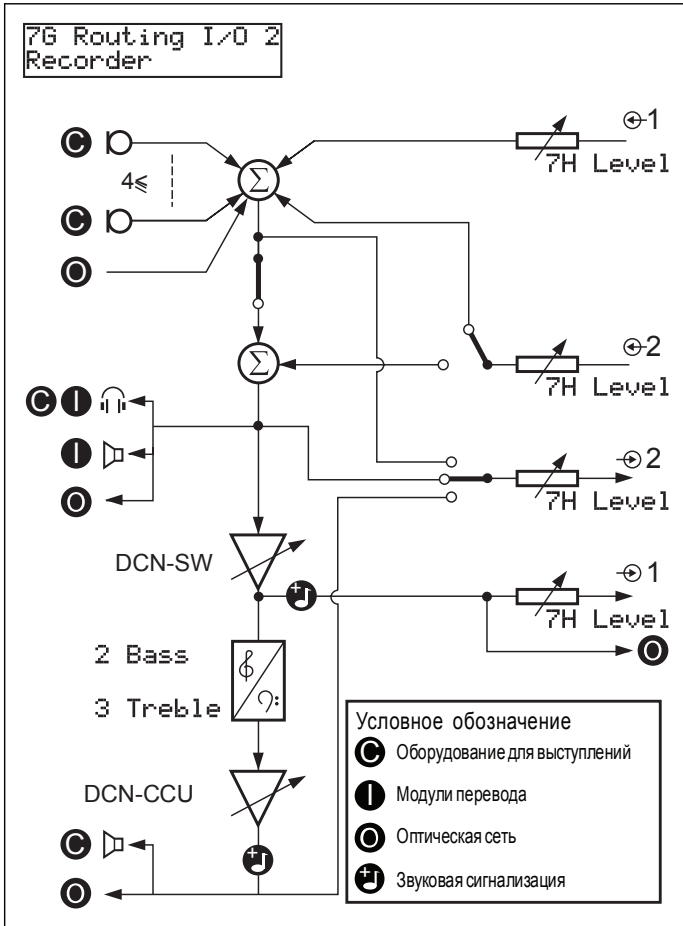 7G Routing I/O 2
Recorder
C
1
7H Level
4⩽
Σ
C
O
2
7H Level
Σ
C I
I
2
7H Level
O
DCN-SW
1
7H Level
O
2 Bass
3 Treble
DCN-CCU
C
O
Условное обозначение
C Оборудование для выступлений
I Модули перевода
O Оптическая сеть
Звуковая сигнализация